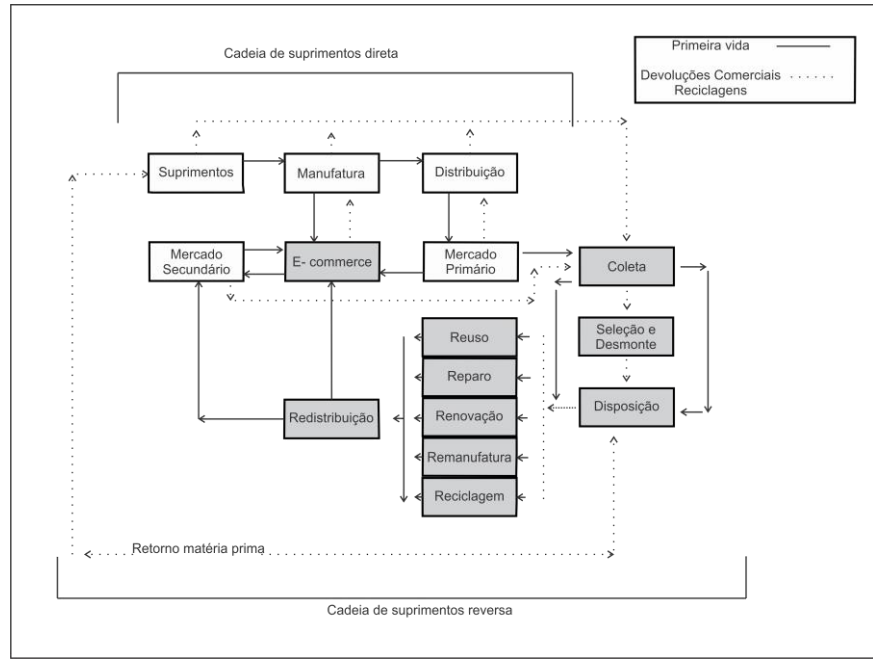 Cadeia de suprimentos direta
Primeira vida
Devoluções Comerciais
Reciclagens
Suprimentos
Manufatura
Distribuição
Mercado
Secundário
E- commerce
Mercado
Primário
Coleta
Reuso
Seleção e
Desmonte
Reparo
Redistribuição
Renovação
Disposição
Remanufatura
Reciclagem
Retorno matéria prima
Cadeia de suprimentos reversa